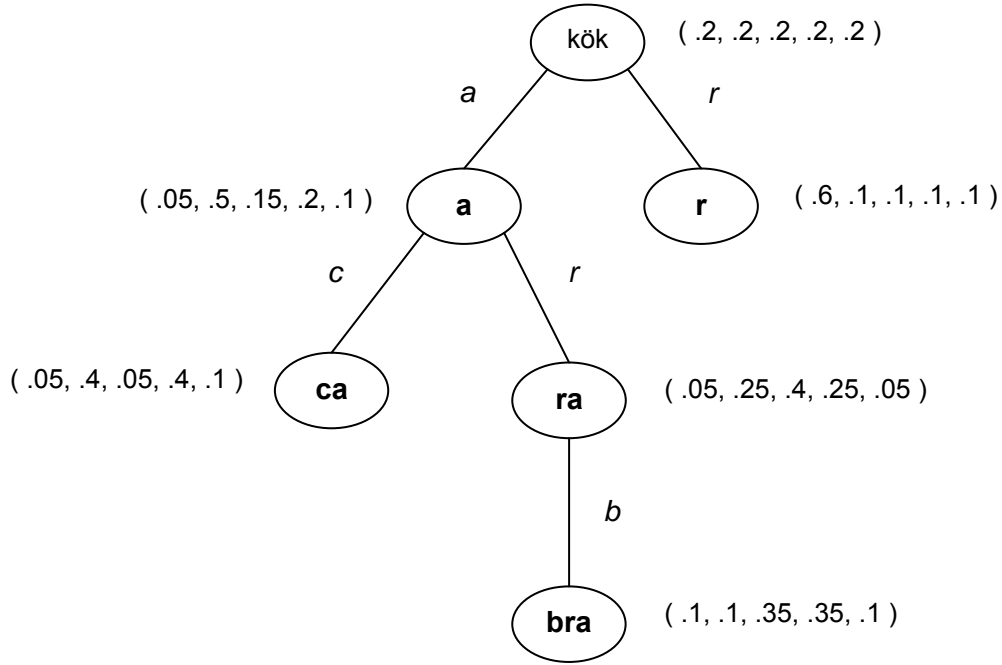 kök ( .2, .2, .2, .2, .2 )
a r
( .05, .5, .15, .2, .1 ) a r ( .6, .1, .1, .1, .1 )
c r
( .05, .4, .05, .4, .1 ) ca ra ( .05, .25, .4, .25, .05 )
b
bra ( .1, .1, .35, .35, .1 )